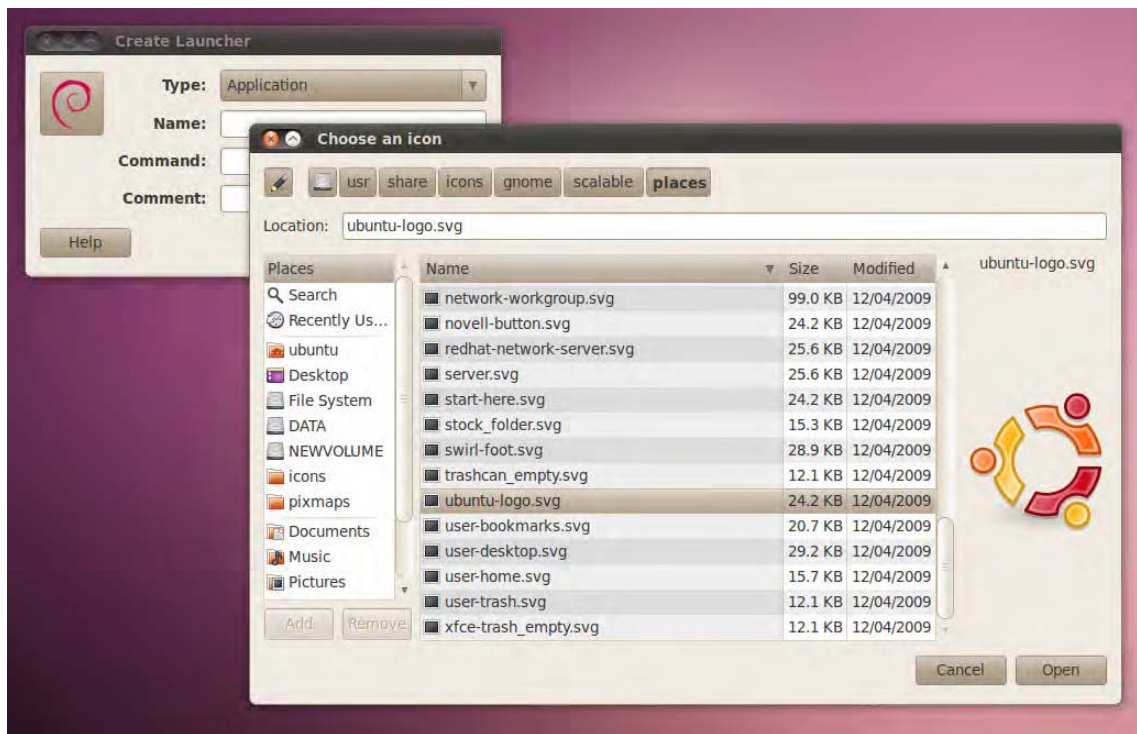 Create Launcher
Type: Application
Name:
Command:
Comment:
Help
Choose an icon
usr share icons gnome scalable places
Location: ubuntu-logo.svg
Places
Search
Recently Us...
ubuntu
Desktop
File System
DATA
NEWVOLUME
icons
pixmaps
Documents
Music
Pictures
Add Remove
Name Size Modified
network-workgroup.svg 99.0 KB 12/04/2009
novell-button.svg 24.2 KB 12/04/2009
redhat-network-server.svg 25.6 KB 12/04/2009
server.svg 25.6 KB 12/04/2009
start-here.svg 24.2 KB 12/04/2009
stock_folder.svg 15.3 KB 12/04/2009
swirl-foot.svg 28.9 KB 12/04/2009
trashcan_empty.svg 12.1 KB 12/04/2009
ubuntu-logo.svg 24.2 KB 12/04/2009
user-bookmarks.svg 20.7 KB 12/04/2009
user-desktop.svg 29.2 KB 12/04/2009
user-home.svg 15.7 KB 12/04/2009
user-trash.svg 12.1 KB 12/04/2009
xfce-trash_empty.svg 12.1 KB 12/04/2009
ubuntu-logo.svg
Cancel Open